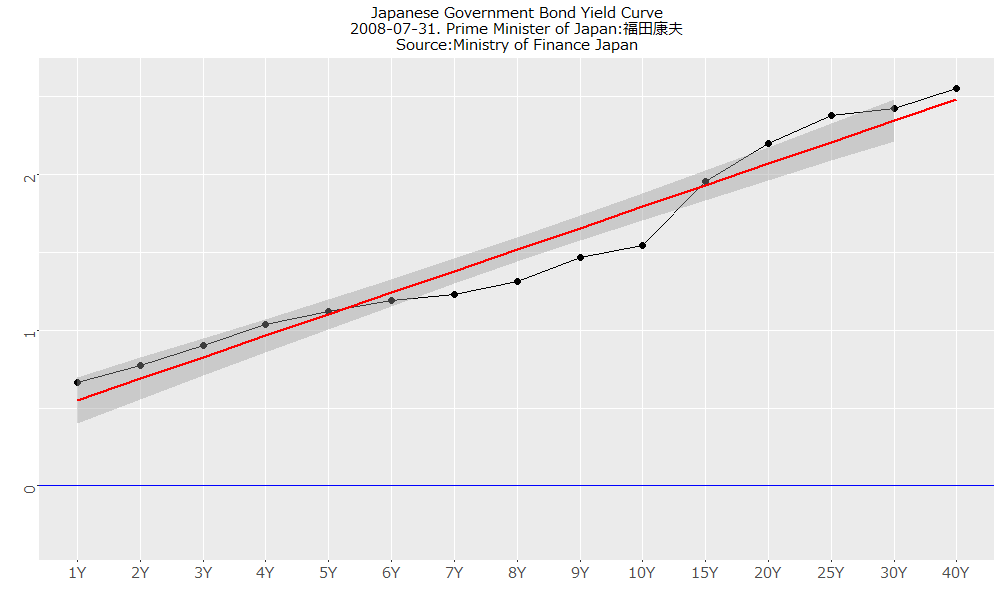 Japanese Government Bond Yield Curve
2008-07-31. Prime Minister of Japan:福田康夫
Source:Ministry of Finance Japan
2
1
0
1Y 2Y 3Y 4Y 5Y 6Y 7Y 8Y 9Y 10Y 15Y 20Y 25Y 30Y 40Y